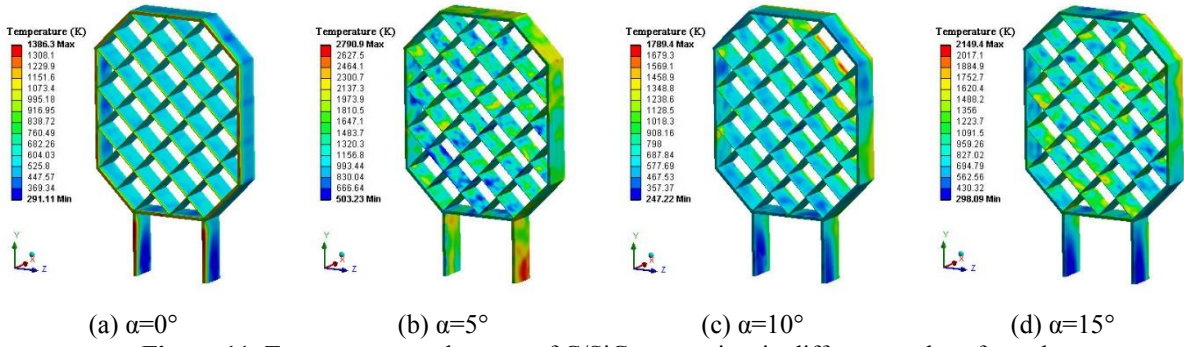 Temperature (K)
1386.3 Max
1308.1
1229.9
1151.6
1073.4
995.18
916.95
838.72
760.49
682.26
604.03
525.8
447.57
369.34
291.11 Min
Y
X
Z
(a) α=0°
Temperature (K)
2790.9 Max
2627.5
2464.1
2300.7
2137.3
1973.9
1810.5
1647.1
1483.7
1320.3
1156.8
993.44
830.04
666.64
503.23 Min
Y
X
Z
(b) α=5°
Temperature (K)
1789.4 Max
1679.3
1569.1
1458.9
1348.8
1238.6
1128.5
1018.3
908.16
798
687.84
577.69
467.53
357.37
247.22 Min
Y
X
Z
(c) α=10°
Temperature (K)
2149.4 Max
2017.1
1884.9
1752.7
1620.4
1488.2
1356
1223.7
1091.5
959.26
827.02
694.79
562.56
430.32
298.09 Min
Y
X
Z
(d) α=15°